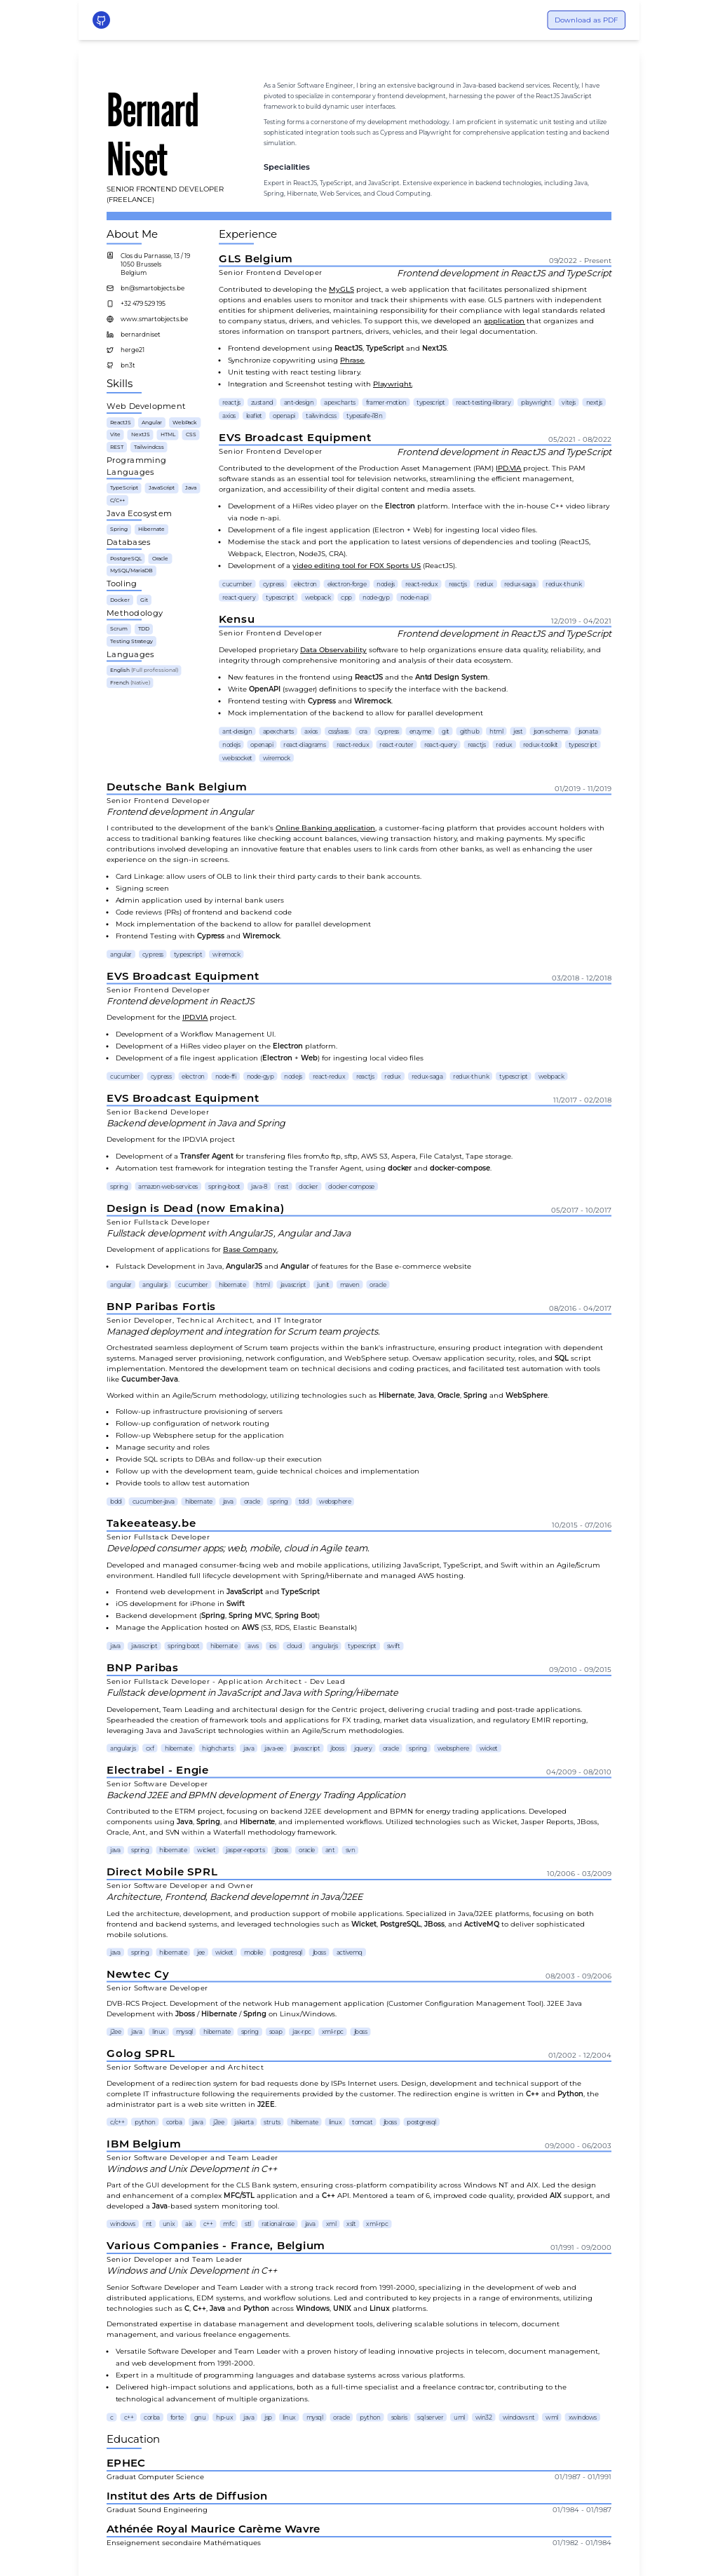 Download as PDF
Bernard
Niset
SENIOR FRONTEND DEVELOPER
(FREELANCE)
As a Senior Software Engineer, I bring an extensive background in Java-based backend services. Recently, I have
pivoted to specialize in contemporary frontend development, harnessing the power of the ReactJS JavaScript
framework to build dynamic user interfaces.
Testing forms a cornerstone of my development methodology. I am proficient in systematic unit testing and utilize
sophisticated integration tools such as Cypress and Playwright for comprehensive application testing and backend
simulation.
Specialities
Expert in ReactJS, TypeScript, and JavaScript. Extensive experience in backend technologies, including Java,
Spring, Hibernate, Web Services, and Cloud Computing.
About Me
Clos du Parnasse, 13 / 19
1050 Brussels
Belgium
bn@smartobjects.be
+32 479 529 195
www.smartobjects.be
bernardniset
herge21
bn3t
Skills
Web Development
ReactJS Angular WebPack
Vite NextJS HTML CSS
REST Tailwindcss
Programming
Languages
TypeScript JavaScript Java
C/C++
Java Ecosystem
Spring Hibernate
Databases
PostgreSQL Oracle
MySQL/MariaDB
Tooling
Docker Git
Methodology
Scrum TDD
Testing Strategy
Languages
English (Full professional)
French (Native)
Experience
GLS Belgium 09/2022 - Present
Senior Frontend Developer Frontend development in ReactJS and TypeScript
Contributed to developing the MyGLS project, a web application that facilitates personalized shipment
options and enables users to monitor and track their shipments with ease. GLS partners with independent
entities for shipment deliveries, maintaining responsibility for their compliance with legal standards related
to company status, drivers, and vehicles. To support this, we developed an application that organizes and
stores information on transport partners, drivers, vehicles, and their legal documentation.
• Frontend development using ReactJS, TypeScript and NextJS.
• Synchronize copywriting using Phrase.
• Unit testing with react testing library.
• Integration and Screenshot testing with Playwright.
reactjs zustand ant-design apexcharts framer-motion typescript react-testing-library playwright vitejs nextjs
axios leaflet openapi tailwindcss typesafe-i18n
EVS Broadcast Equipment 05/2021 - 08/2022
Senior Frontend Developer Frontend development in ReactJS and TypeScript
Contributed to the development of the Production Asset Management (PAM) IPD.VIA project. This PAM
software stands as an essential tool for television networks, streamlining the efficient management,
organization, and accessibility of their digital content and media assets.
• Development of a HiRes video player on the Electron platform. Interface with the in-house C++ video library
via node n-api.
• Development of a file ingest application (Electron + Web) for ingesting local video files.
• Modernise the stack and port the application to latest versions of dependencies and tooling (ReactJS,
Webpack, Electron, NodeJS, CRA).
• Development of a video editing tool for FOX Sports US (ReactJS).
cucumber cypress electron electron-forge nodejs react-redux reactjs redux redux-saga redux-thunk
react-query typescript webpack cpp node-gyp node-napi
Kensu 12/2019 - 04/2021
Senior Frontend Developer Frontend development in ReactJS and TypeScript
Developed proprietary Data Observability software to help organizations ensure data quality, reliability, and
integrity through comprehensive monitoring and analysis of their data ecosystem.
• New features in the frontend using ReactJS and the Antd Design System.
• Write OpenAPI (swagger) definitions to specify the interface with the backend.
• Frontend testing with Cypress and Wiremock.
• Mock implementation of the backend to allow for parallel development
ant-design apexcharts axios css/sass cra cypress enzyme git github html jest json-schema jsonata
nodejs openapi react-diagrams react-redux react-router react-query reactjs redux redux-toolkit typescript
websocket wiremock
Deutsche Bank Belgium 01/2019 - 11/2019
Senior Frontend Developer
Frontend development in Angular
I contributed to the development of the bank's Online Banking application, a customer-facing platform that provides account holders with
access to traditional banking features like checking account balances, viewing transaction history, and making payments. My specific
contributions involved developing an innovative feature that enables users to link cards from other banks, as well as enhancing the user
experience on the sign-in screens.
• Card Linkage: allow users of OLB to link their third party cards to their bank accounts.
• Signing screen
• Admin application used by internal bank users
• Code reviews (PRs) of frontend and backend code
• Mock implementation of the backend to allow for parallel development
• Frontend Testing with Cypress and Wiremock.
angular cypress typescript wiremock
EVS Broadcast Equipment 03/2018 - 12/2018
Senior Frontend Developer
Frontend development in ReactJS
Development for the IPD.VIA project.
• Development of a Workflow Management UI.
• Development of a HiRes video player on the Electron platform.
• Development of a file ingest application (Electron + Web) for ingesting local video files
cucumber cypress electron node-ffi node-gyp nodejs react-redux reactjs redux redux-saga redux-thunk typescript webpack
EVS Broadcast Equipment 11/2017 - 02/2018
Senior Backend Developer
Backend development in Java and Spring
Development for the IPD.VIA project
• Development of a Transfer Agent for transfering files from/to ftp, sftp, AWS S3, Aspera, File Catalyst, Tape storage.
• Automation test framework for integration testing the Transfer Agent, using docker and docker-compose.
spring amazon-web-services spring-boot java-8 rest docker docker-compose
Design is Dead (now Emakina) 05/2017 - 10/2017
Senior Fullstack Developer
Fullstack development with AngularJS, Angular and Java
Development of applications for Base Company.
• Fulstack Development in Java, AngularJS and Angular of features for the Base e-commerce website
angular angularjs cucumber hibernate html javascript junit maven oracle
BNP Paribas Fortis 08/2016 - 04/2017
Senior Developer, Technical Architect, and IT Integrator
Managed deployment and integration for Scrum team projects.
Orchestrated seamless deployment of Scrum team projects within the bank's infrastructure, ensuring product integration with dependent
systems. Managed server provisioning, network configuration, and WebSphere setup. Oversaw application security, roles, and SQL script
implementation. Mentored the development team on technical decisions and coding practices, and facilitated test automation with tools
like Cucumber-Java.
Worked within an Agile/Scrum methodology, utilizing technologies such as Hibernate, Java, Oracle, Spring and WebSphere.
• Follow-up infrastructure provisioning of servers
• Follow-up configuration of network routing
• Follow-up Websphere setup for the application
• Manage security and roles
• Provide SQL scripts to DBAs and follow-up their execution
• Follow up with the development team, guide technical choices and implementation
• Provide tools to allow test automation
bdd cucumber-java hibernate java oracle spring tdd websphere
Takeeateasy.be 10/2015 - 07/2016
Senior Fullstack Developer
Developed consumer apps; web, mobile, cloud in Agile team.
Developed and managed consumer-facing web and mobile applications, utilizing JavaScript, TypeScript, and Swift within an Agile/Scrum
environment. Handled full lifecycle development with Spring/Hibernate and managed AWS hosting.
• Frontend web development in JavaScript and TypeScript
• iOS development for iPhone in Swift
• Backend development (Spring, Spring MVC, Spring Boot)
• Manage the Application hosted on AWS (S3, RDS, Elastic Beanstalk)
java javascript spring boot hibernate aws ios cloud angularjs typescript swift
BNP Paribas 09/2010 - 09/2015
Senior Fullstack Developer - Application Architect - Dev Lead
Fullstack development in JavaScript and Java with Spring/Hibernate
Developement, Team Leading and architectural design for the Centric project, delivering crucial trading and post-trade applications.
Spearheaded the creation of framework tools and applications for FX trading, market data visualization, and regulatory EMIR reporting,
leveraging Java and JavaScript technologies within an Agile/Scrum methodologies.
angularjs cxf hibernate highcharts java java-ee javascript jboss jquery oracle spring websphere wicket
Electrabel - Engie 04/2009 - 08/2010
Senior Software Developer
Backend J2EE and BPMN development of Energy Trading Application
Contributed to the ETRM project, focusing on backend J2EE development and BPMN for energy trading applications. Developed
components using Java, Spring, and Hibernate, and implemented workflows. Utilized technologies such as Wicket, Jasper Reports, JBoss,
Oracle, Ant, and SVN within a Waterfall methodology framework.
java spring hibernate wicket jasper-reports jboss oracle ant svn
Direct Mobile SPRL 10/2006 - 03/2009
Senior Software Developer and Owner
Architecture, Frontend, Backend developemnt in Java/J2EE
Led the architecture, development, and production support of mobile applications. Specialized in Java/J2EE platforms, focusing on both
frontend and backend systems, and leveraged technologies such as Wicket, PostgreSQL, JBoss, and ActiveMQ to deliver sophisticated
mobile solutions.
java spring hibernate jee wicket mobile postgresql jboss activemq
Newtec Cy 08/2003 - 09/2006
Senior Software Developer
DVB-RCS Project. Development of the network Hub management application (Customer Configuration Management Tool). J2EE Java
Development with Jboss / Hibernate / Spring on Linux/Windows.
j2ee java linux mysql hibernate spring soap jax-rpc xml-rpc jboss
Golog SPRL 01/2002 - 12/2004
Senior Software Developer and Architect
Development of a redirection system for bad requests done by ISPs Internet users. Design, development and technical support of the
complete IT infrastructure following the requirements provided by the customer. The redirection engine is written in C++ and Python, the
administrator part is a web site written in J2EE.
c/c++ python corba java j2ee jakarta struts hibernate linux tomcat jboss postgresql
IBM Belgium 09/2000 - 06/2003
Senior Software Developer and Team Leader
Windows and Unix Development in C++
Part of the GUI development for the CLS Bank system, ensuring cross-platform compatibility across Windows NT and AIX. Led the design
and enhancement of a complex MFC/STL application and a C++ API. Mentored a team of 6, improved code quality, provided AIX support, and
developed a Java-based system monitoring tool.
windows nt unix aix c++ mfc stl rational rose java xml xslt xml-rpc
Various Companies - France, Belgium 01/1991 - 09/2000
Senior Developer and Team Leader
Windows and Unix Development in C++
Senior Software Developer and Team Leader with a strong track record from 1991-2000, specializing in the development of web and
distributed applications, EDM systems, and workflow solutions. Led and contributed to key projects in a range of environments, utilizing
technologies such as C, C++, Java and Python across Windows, UNIX and Linux platforms.
Demonstrated expertise in database management and development tools, delivering scalable solutions in telecom, document
management, and various freelance engagements.
• Versatile Software Developer and Team Leader with a proven history of leading innovative projects in telecom, document management,
and web development from 1991-2000.
• Expert in a multitude of programming languages and database systems across various platforms.
• Delivered high-impact solutions and applications, both as a full-time specialist and a freelance contractor, contributing to the
technological advancement of multiple organizations.
c c++ corba forte gnu hp-ux java jsp linux mysql oracle python solaris sqlserver uml win32 windows nt wml xwindows
Education
EPHEC
Graduat Computer Science 01/1987 - 01/1991
Institut des Arts de Diffusion
Graduat Sound Engineering 01/1984 - 01/1987
Athénée Royal Maurice Carème Wavre
Enseignement secondaire Mathématiques 01/1982 - 01/1984